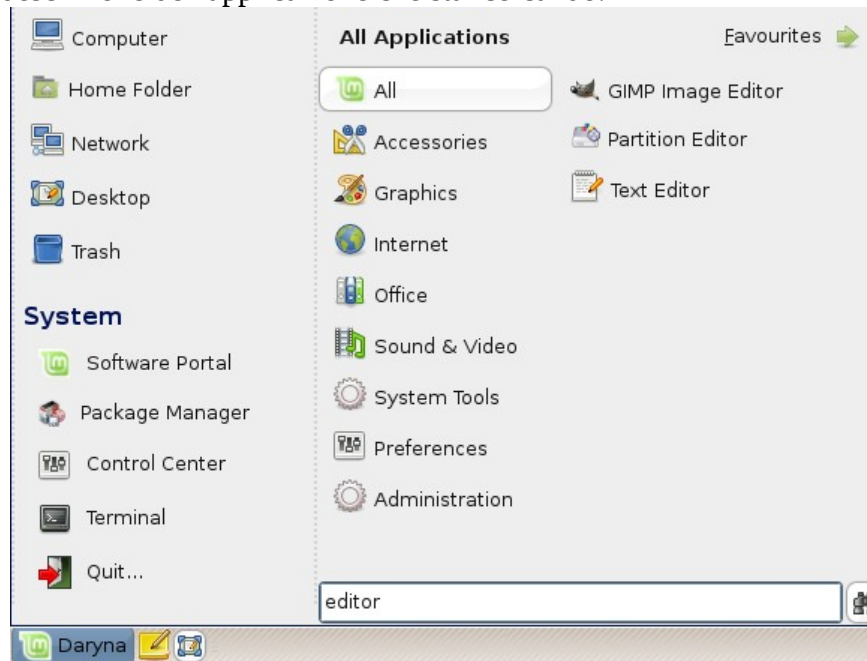 Computer
Home Folder
Network
Desktop
Trash
System
Software Portal
Package Manager
Control Center
Terminal
Quit...
All Applications
Favourites
All
Accessories
Graphics
Internet
Office
Sound & Video
System Tools
Preferences
Administration
GIMP Image Editor
Partition Editor
Text Editor
editor
Daryna